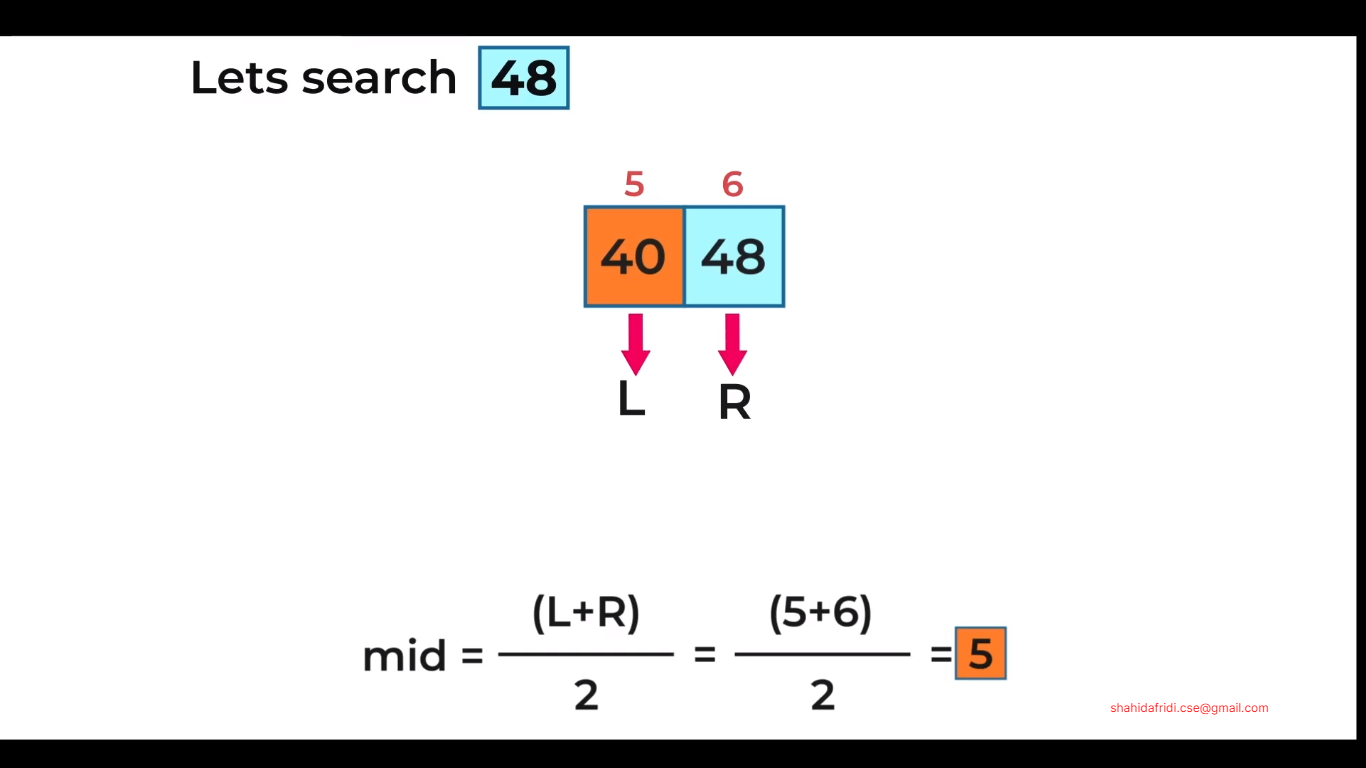 Lets search 48
5 6
40 48
L R
(L+R) (5+6)
mid = = = 5
2 2
shahidafridi.cse@gmail.com